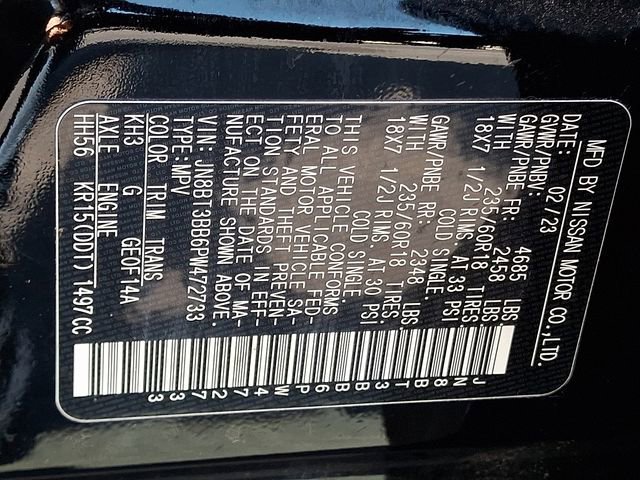 MFD BY NISSAN MOTOR CO.,LTD.
DATE: 02/23
GVWR/PNBV: 4685 LBS.
GAWR/PNBE FR: 2458 LBS.
WITH 235/60R18 TIRES,
18X7 1/2J RIMS, AT 33 PSI
COLD SINGLE.
GAWR/PNBE RR: 2348 LBS.
WITH 235/60R18 TIRES,
18X7 1/2J RIMS, AT 30 PSI
COLD SINGLE.
THIS VEHICLE CONFORMS
TO ALL APPLICABLE FED-
ERAL MOTOR VEHICLE SA-
FETY AND THEFT PREVEN-
TION STANDARDS IN EFF-
ECT ON THE DATE OF MA-
NUFACTURE SHOWN ABOVE.
VIN: JN8BT3BB6PW472733
TYPE:MPV
COLOR TRIM TRANS
KH3 G GE0F14A
AXLE ENGINE
HH56 KR15(DDT)1497CC
JN8BT3BB6PW472733